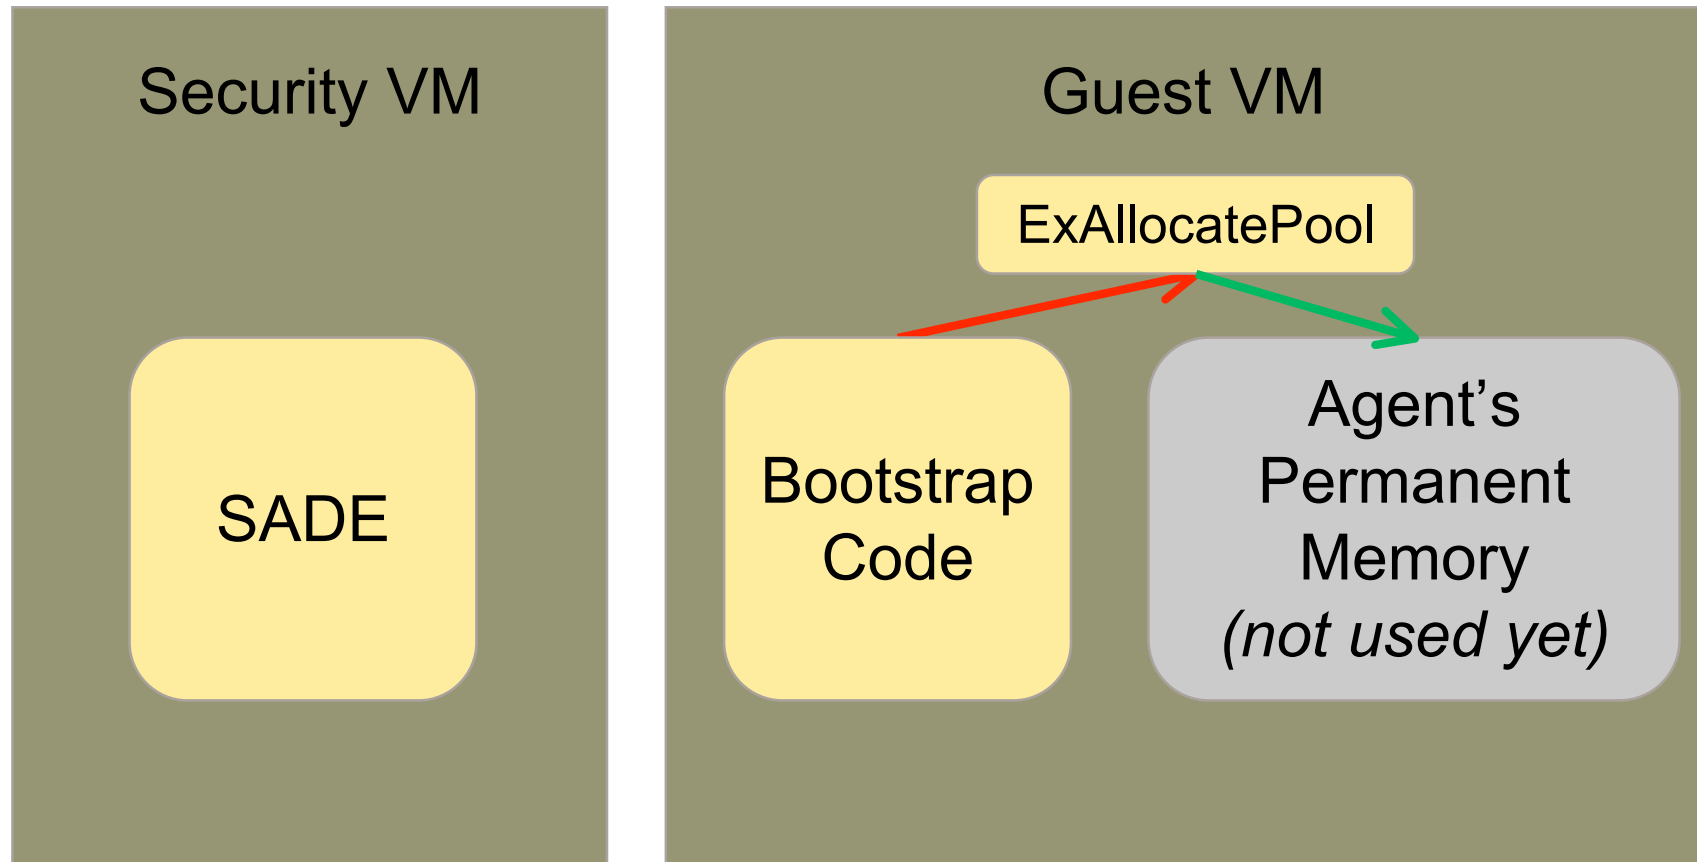 Security VM
SADE
Guest VM
ExAllocatePool
Bootstrap
Code
Agent’s
Permanent
Memory
(not used yet)